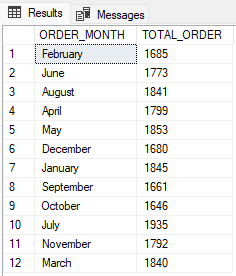 Results Messages
ORDER_MONTH TOTAL_ORDER
1 February 1685
2 June 1773
3 August 1841
4 April 1799
5 May 1853
6 December 1680
7 January 1845
8 September 1661
9 October 1646
10 July 1935
11 November 1792
12 March 1840